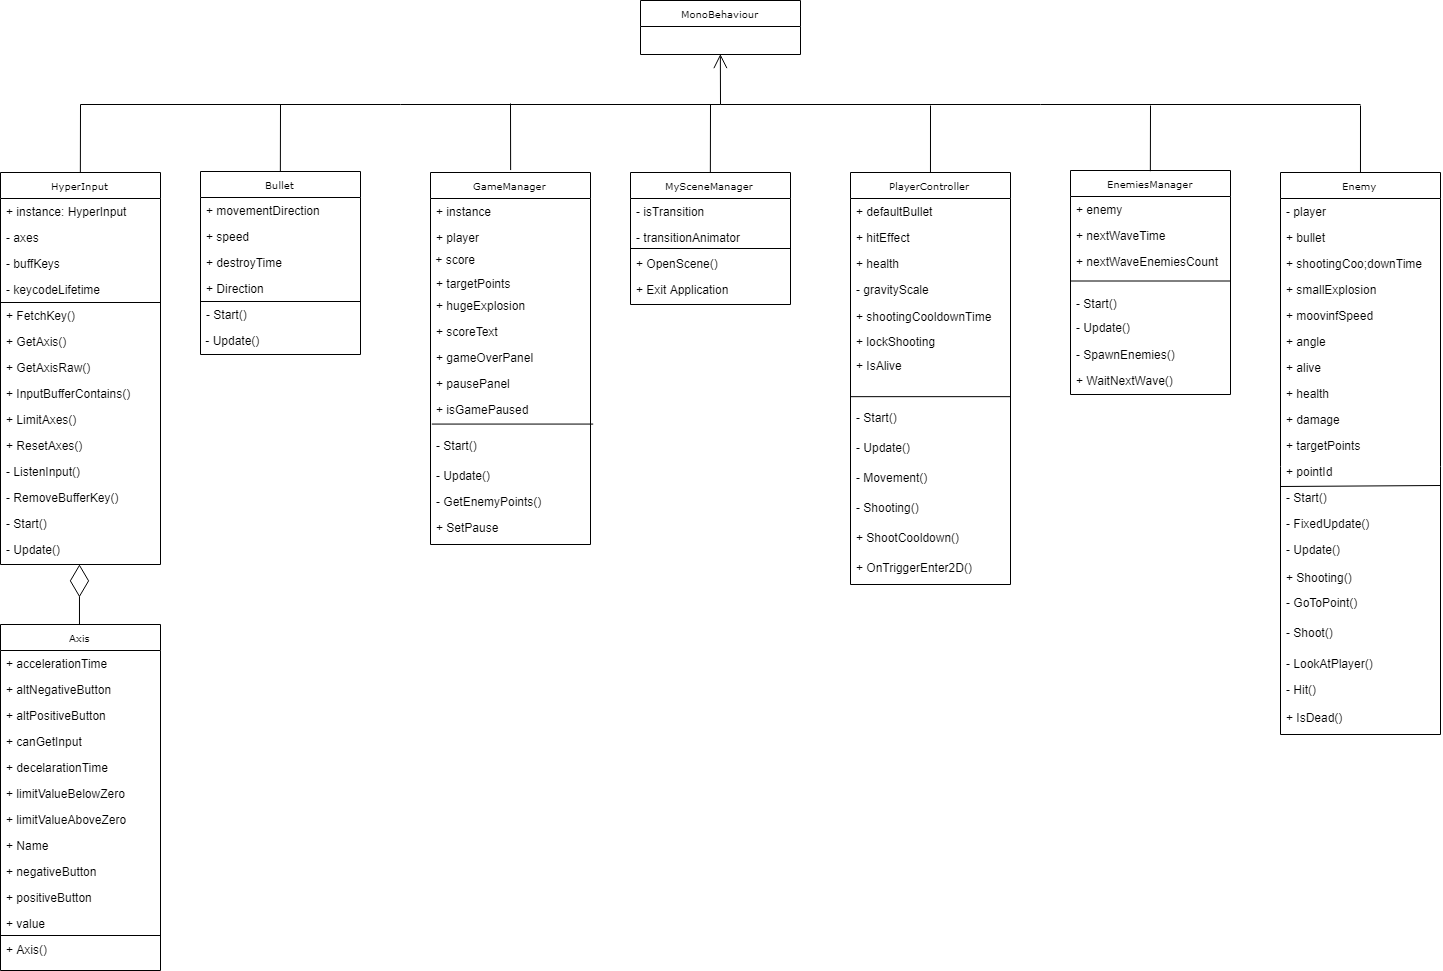 MonoBehaviour
HyperInput
+ instance: HyperInput
- axes
- buffKeys
- keycodeLifetime
+ FetchKey()
+ GetAxis()
+ GetAxisRaw()
+ InputBufferContains()
+ LimitAxes()
+ ResetAxes()
- ListenInput()
- RemoveBufferKey()
- Start()
- Update()
Bullet
+ movementDirection
+ speed
+ destroyTime
+ Direction
- Start()
- Update()
GameManager
+ instance
+ player
+ score
+ targetPoints
+ hugeExplosion
+ scoreText
+ gameOverPanel
+ pausePanel
+ isGamePaused
- Start()
- Update()
- GetEnemyPoints()
+ SetPause
MySceneManager
- isTransition
- transitionAnimator
+ OpenScene()
+ Exit Application
PlayerController
+ defaultBullet
+ hitEffect
+ health
- gravityScale
+ shootingCooldownTime
+ lockShooting
+ IsAlive
- Start()
- Update()
- Movement()
- Shooting()
+ ShootCooldown()
+ OnTriggerEnter2D()
EnemiesManager
+ enemy
+ nextWaveTime
+ nextWaveEnemiesCount
- Start()
- Update()
- SpawnEnemies()
+ WaitNextWave()
Enemy
- player
+ bullet
+ shootingCoo;downTime
+ smallExplosion
+ moovinfSpeed
+ angle
+ alive
+ health
+ damage
+ targetPoints
+ pointId
- Start()
- FixedUpdate()
- Update()
+ Shooting()
- GoToPoint()
- Shoot()
- LookAtPlayer()
- Hit()
+ IsDead()
Axis
+ accelerationTime
+ altNegativeButton
+ altPositiveButton
+ canGetInput
+ decelarationTime
+ limitValueBelowZero
+ limitValueAboveZero
+ Name
+ negativeButton
+ positiveButton
+ value
+ Axis()